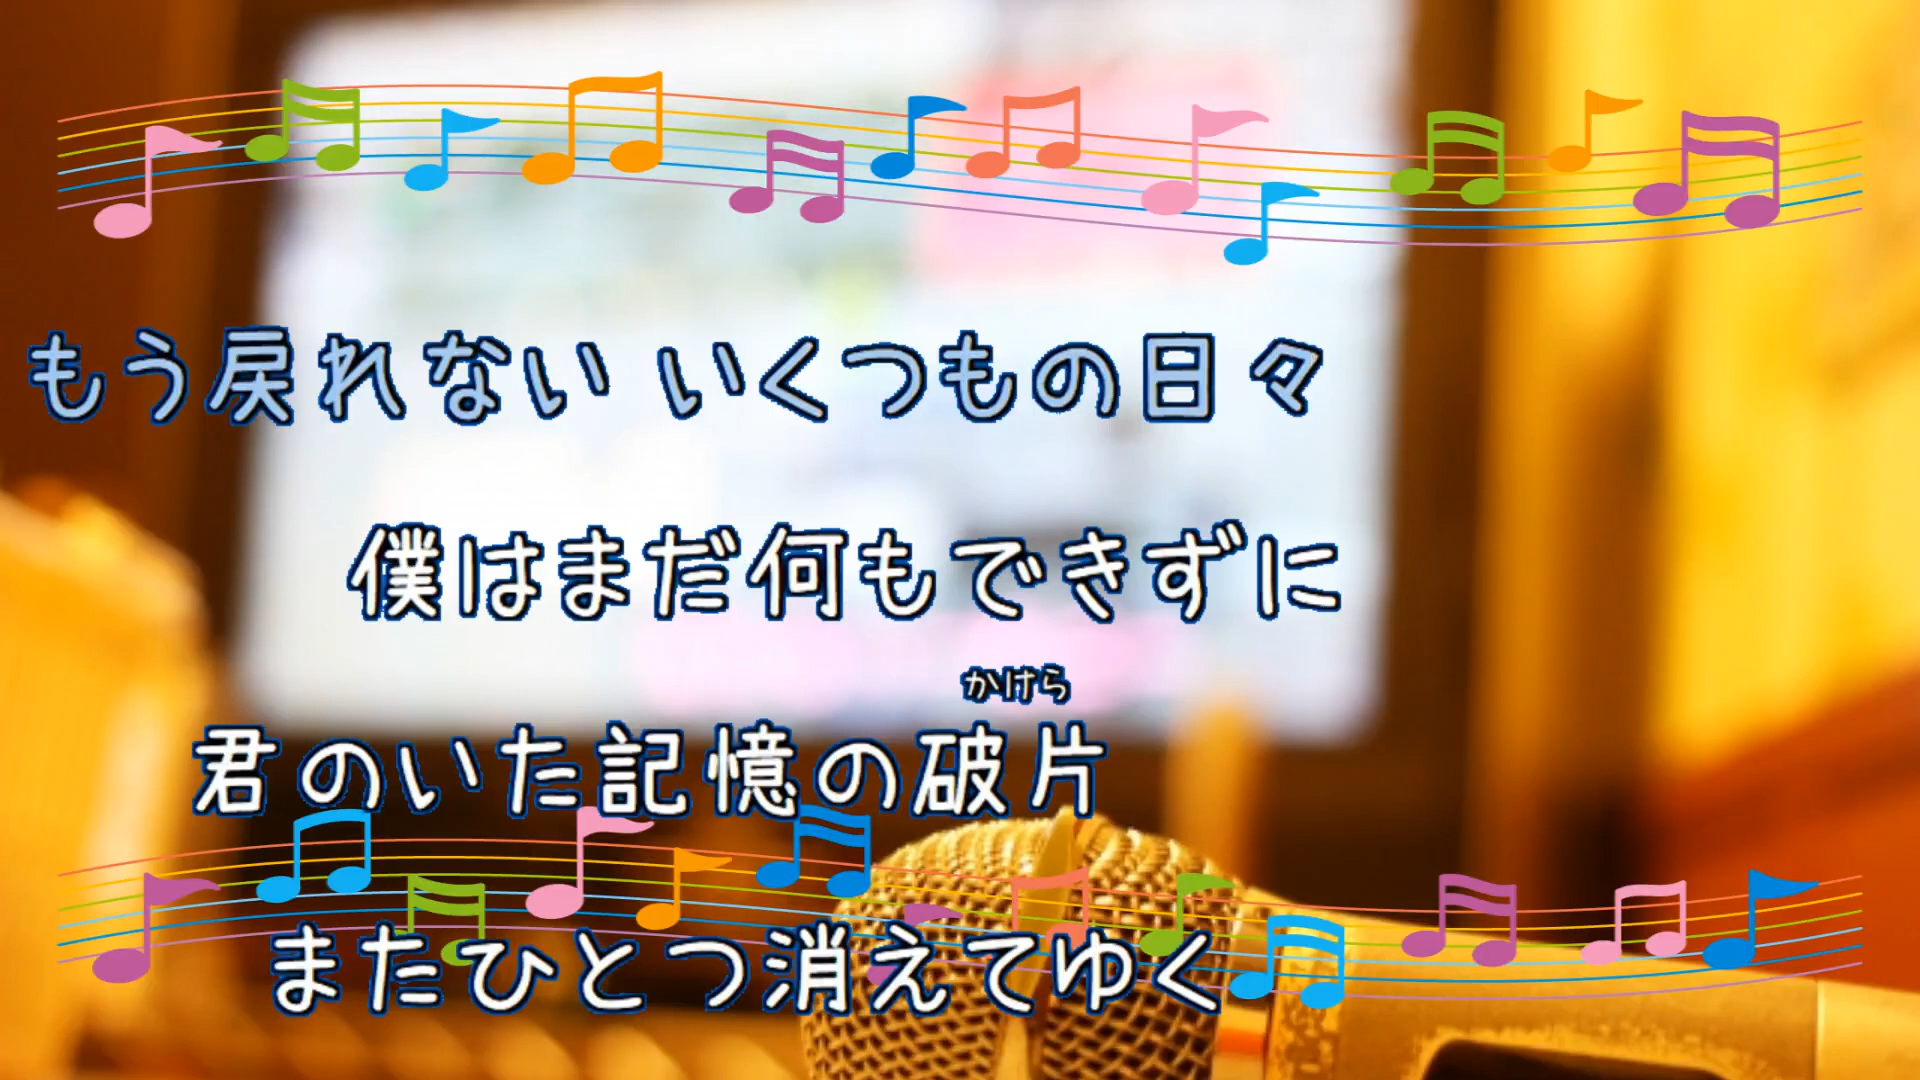 もう戻れない いくつもの日々
僕はまだ何もできずに
かけら
君のいた記憶の破片
またひとつ消えてゆく